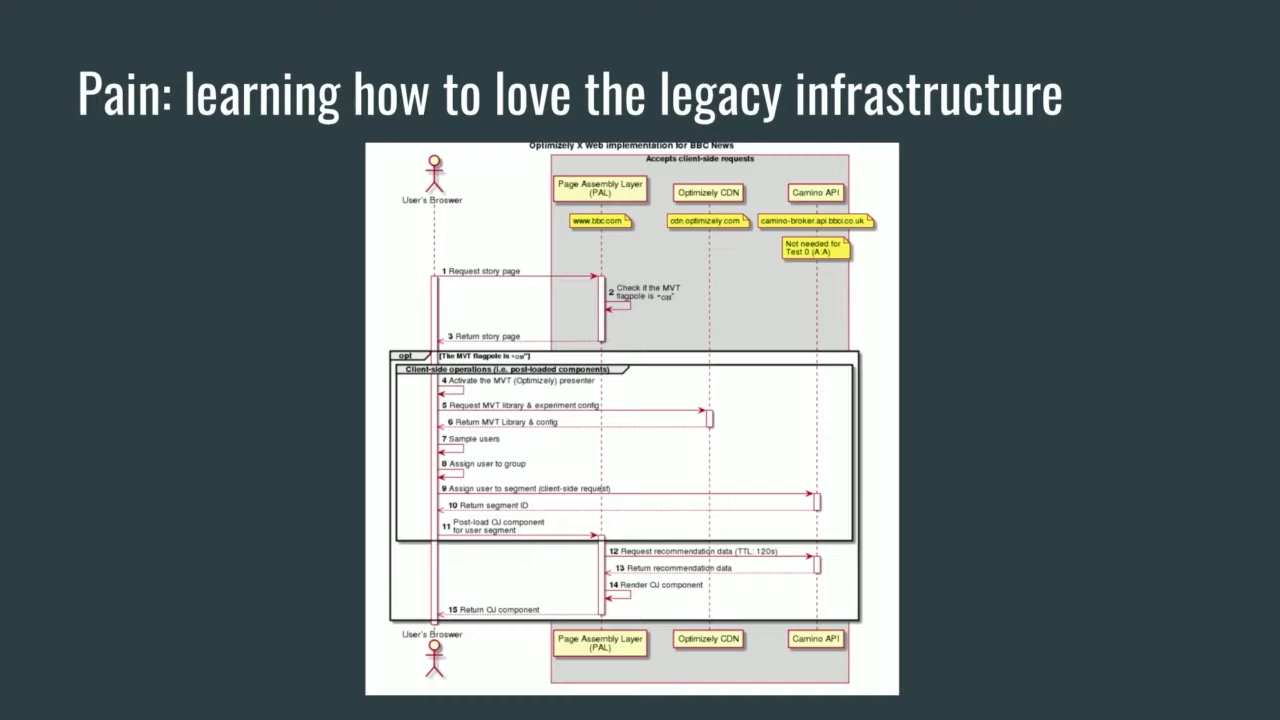 Pain: learning how to love the legacy infrastructure
Optimizely X Web implementation for BBC News
Accepts client-side requests
User's Broswer
Page Assembly Layer
(PAL)
Optimizely CDN
Camino API
www.bbc.com
cdn.optimizely.com
camino-broker.api.bbci.co.uk
Not needed for
Test 0 (A:A)
1 Request story page
2 Check if the MVT
flagpole is "ON"
3 Return story page
opt [The MVT flagpole is "ON"]
Client-side operations (i.e. post-loaded components)
4 Activate the MVT (Optimizely) presenter
5 Request MVT library & experiment config
6 Return MVT Library & config
7 Sample users
8 Assign user to group
9 Assign user to segment (client-side request)
10 Return segment ID
11 Post-load OJ component
for user segment
12 Request recommendation data (TTL: 120s)
13 Return recommendation data
14 Render OJ component
15 Return OJ component
User's Broswer
Page Assembly Layer
(PAL)
Optimizely CDN
Camino API